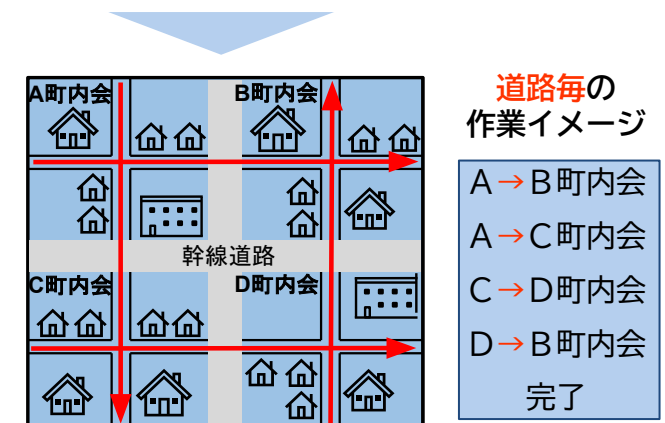 A町内会
B町内会
幹線道路
C町内会
D町内会
道路毎の
作業イメージ
A→B町内会
A→C町内会
C→D町内会
D→B町内会
完了